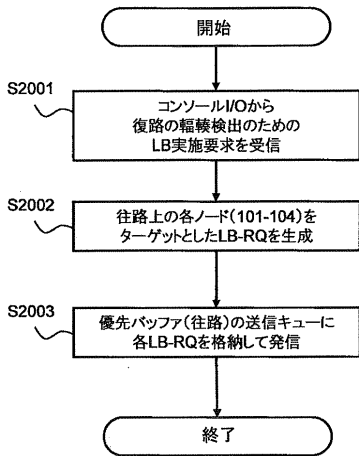 開始
S2001
コンソールI/Oから
復路の輻輳検出のための
LB実施要求を受信
S2002
往路上の各ノード(101-104)を
ターゲットとしたLB-RQを生成
S2003
優先バッファ(往路)の送信キューに
各LB-RQを格納して発信
終了